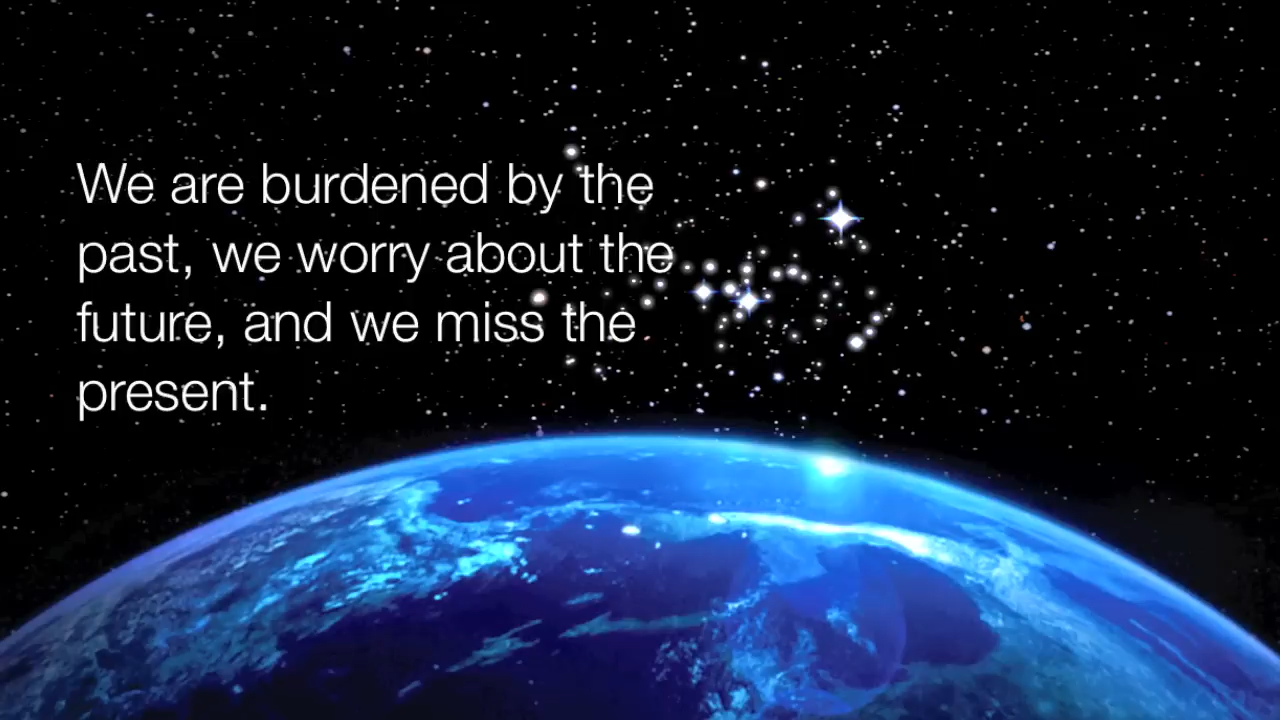 We are burdened by the
past, we worry about the
future, and we miss the
present.